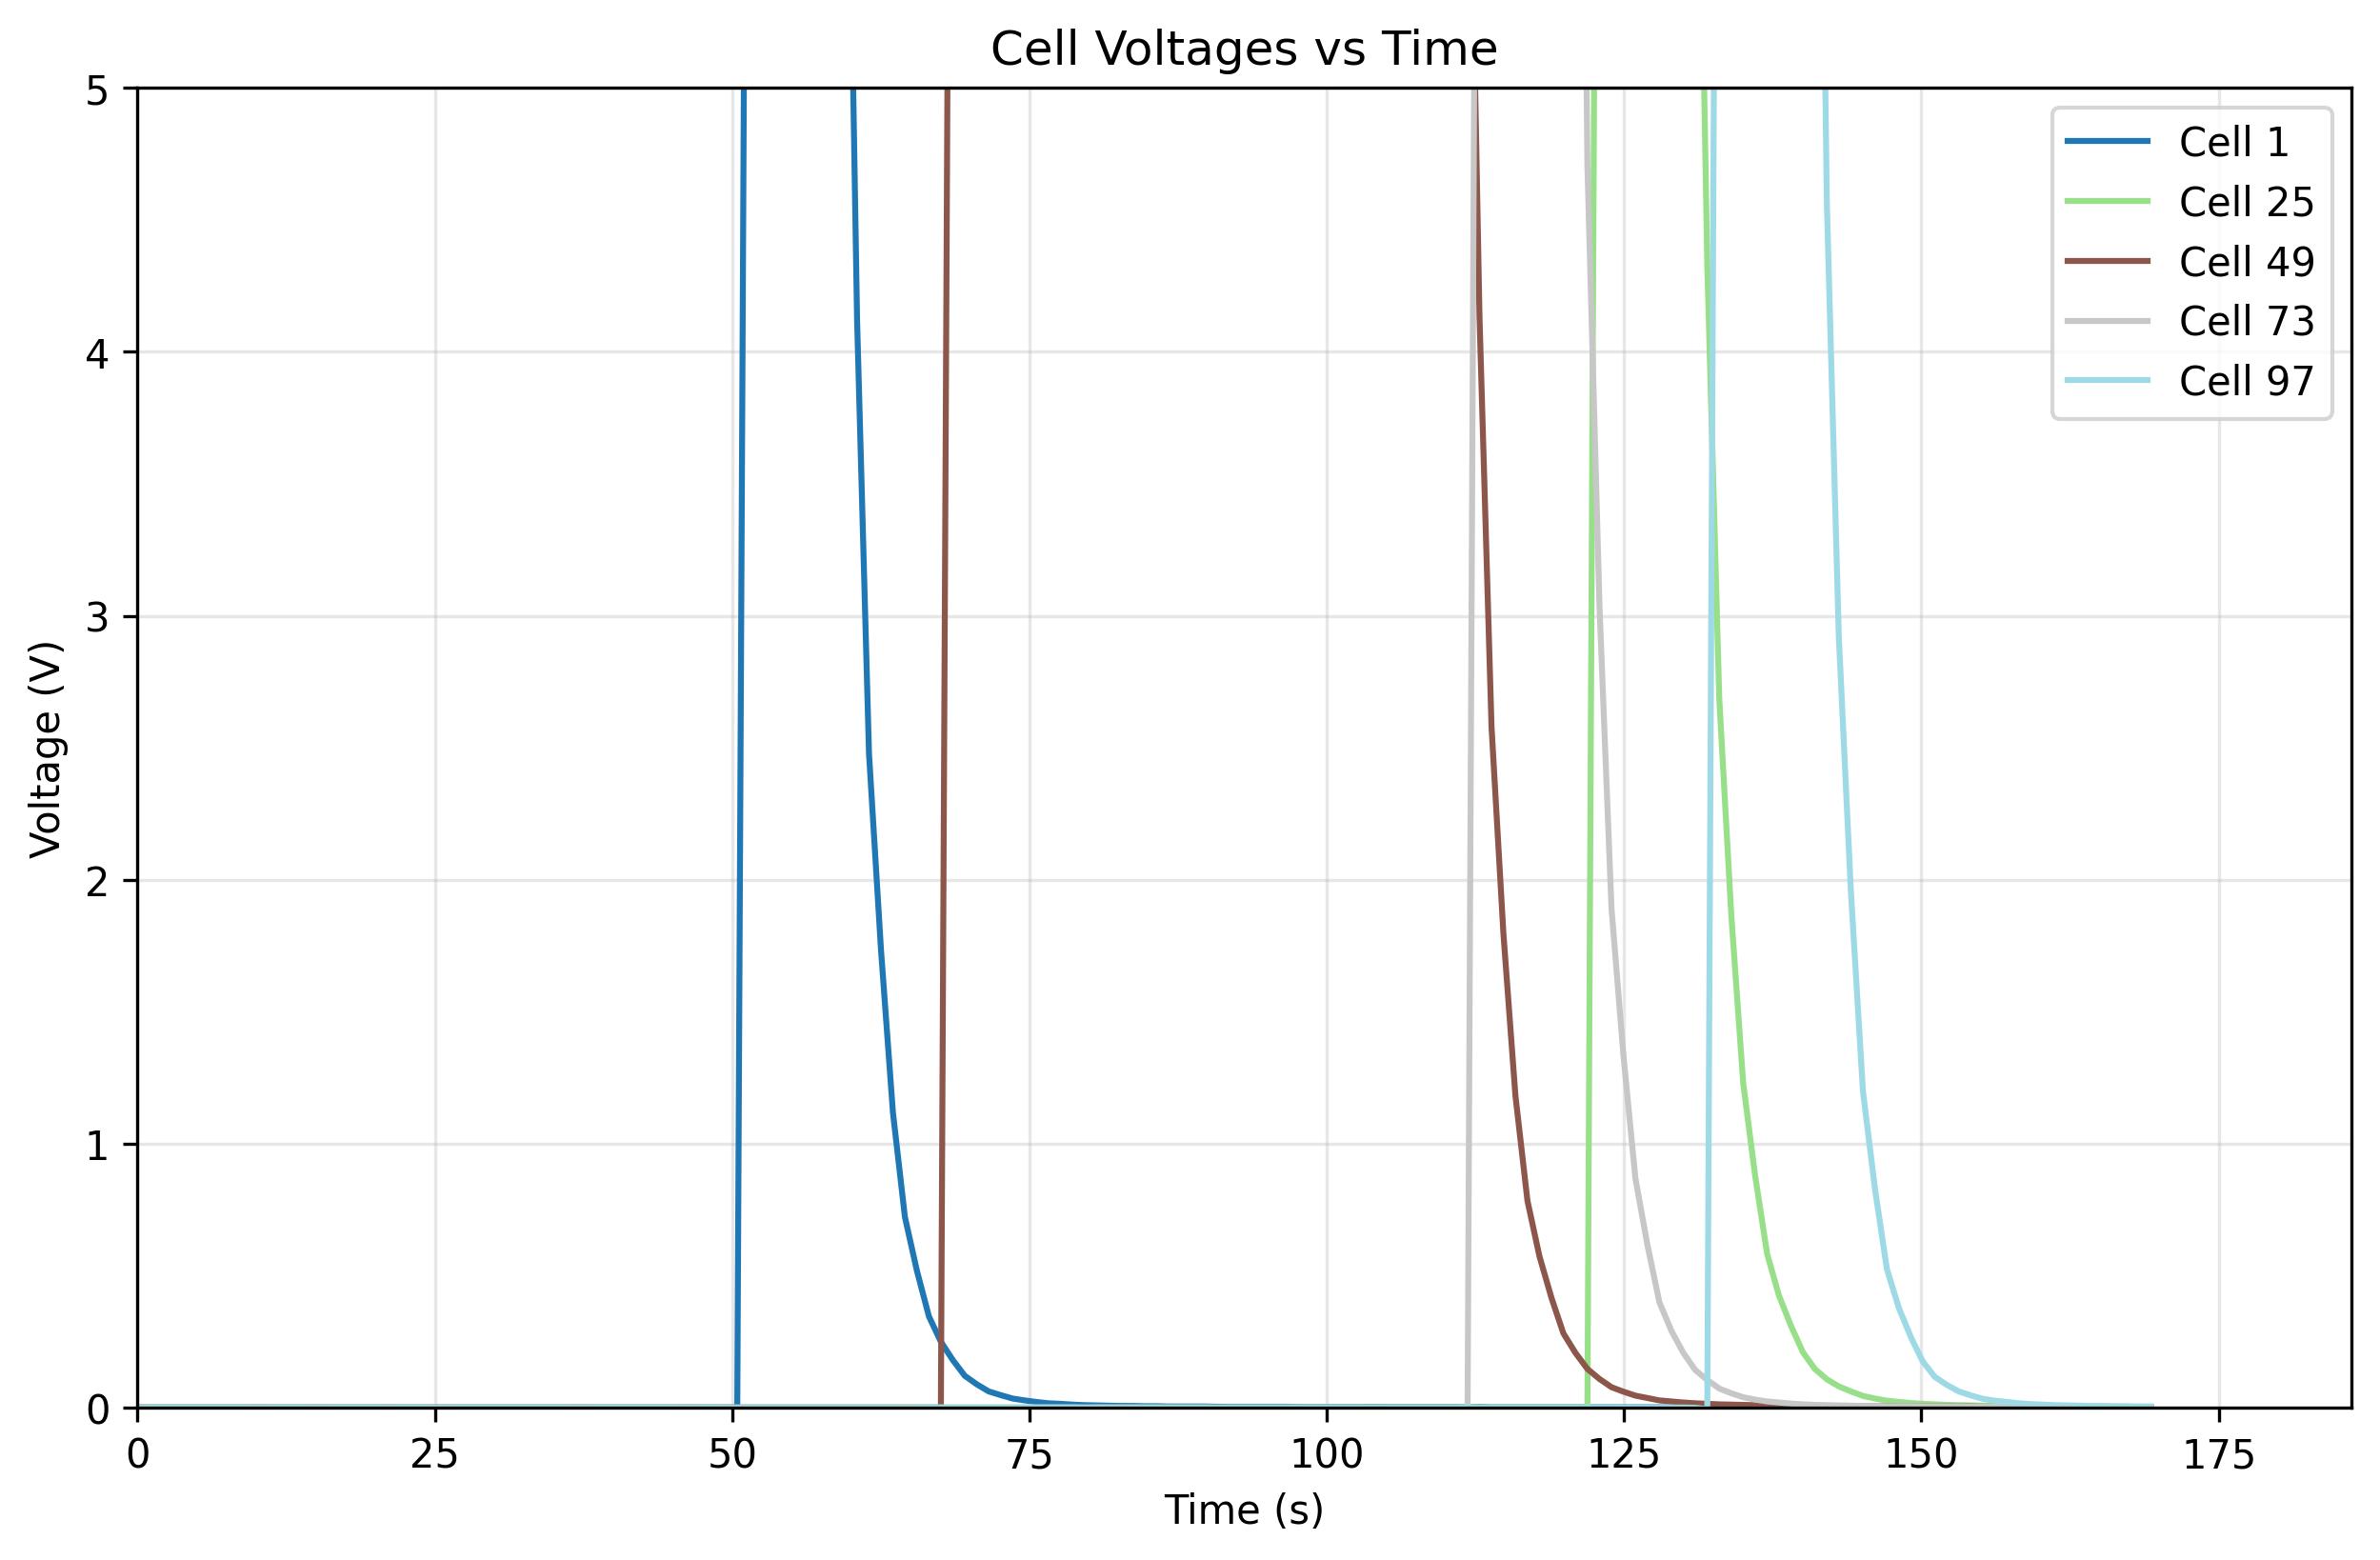 Cell Voltages vs Time
5
4
3
2
1
0
Voltage (V)
0 25 50 75 100 125 150 175
Time (s)
Cell 1
Cell 25
Cell 49
Cell 73
Cell 97